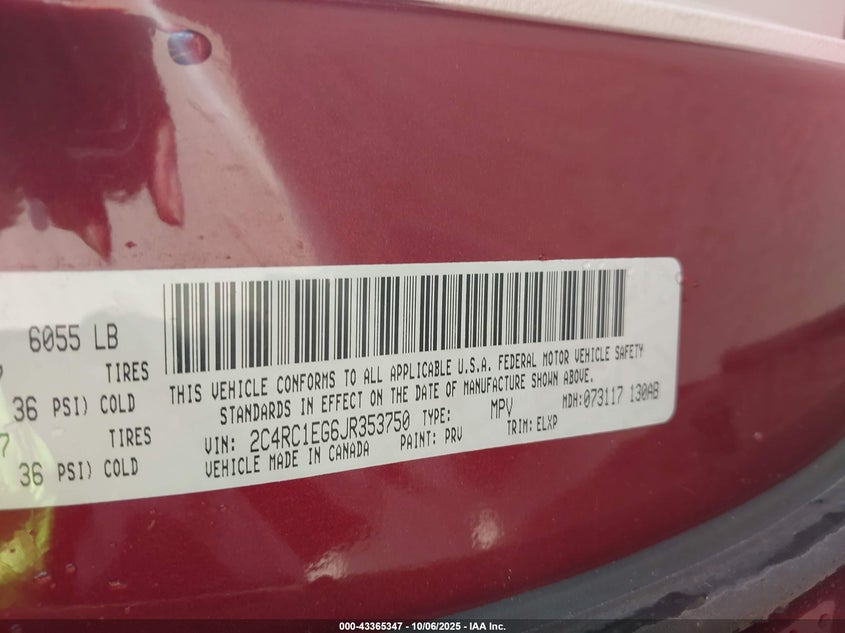 6055 LB
7 TIRES
36 PSI) COLD
7 TIRES
36 PSI) COLD
THIS VEHICLE CONFORMS TO ALL APPLICABLE U.S.A. FEDERAL MOTOR VEHICLE SAFETY
STANDARDS IN EFFECT ON THE DATE OF MANUFACTURE SHOWN ABOVE.
VIN: 2C4RC1EG6JR353750 TYPE: MPV MDH:073117 130AB
VEHICLE MADE IN CANADA PAINT: PRV TRIM: ELXP
000-43365347 - 10/06/2025 - IAA Inc.